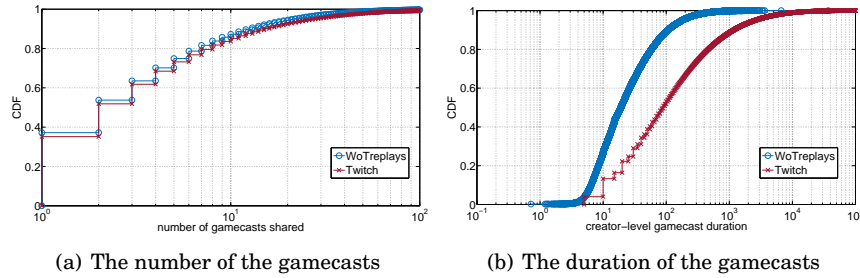 1
0.8
0.6
0.4
0.2
0
CDF
10^0
10^1
10^2
number of gamecasts shared
WoTreplays
Twitch
(a) The number of the gamecasts
1
0.8
0.6
0.4
0.2
0
CDF
10^-1
10^0
10^1
10^2
10^3
10^4
10
creator-level gamecast duration
WoTreplays
Twitch
(b) The duration of the gamecasts